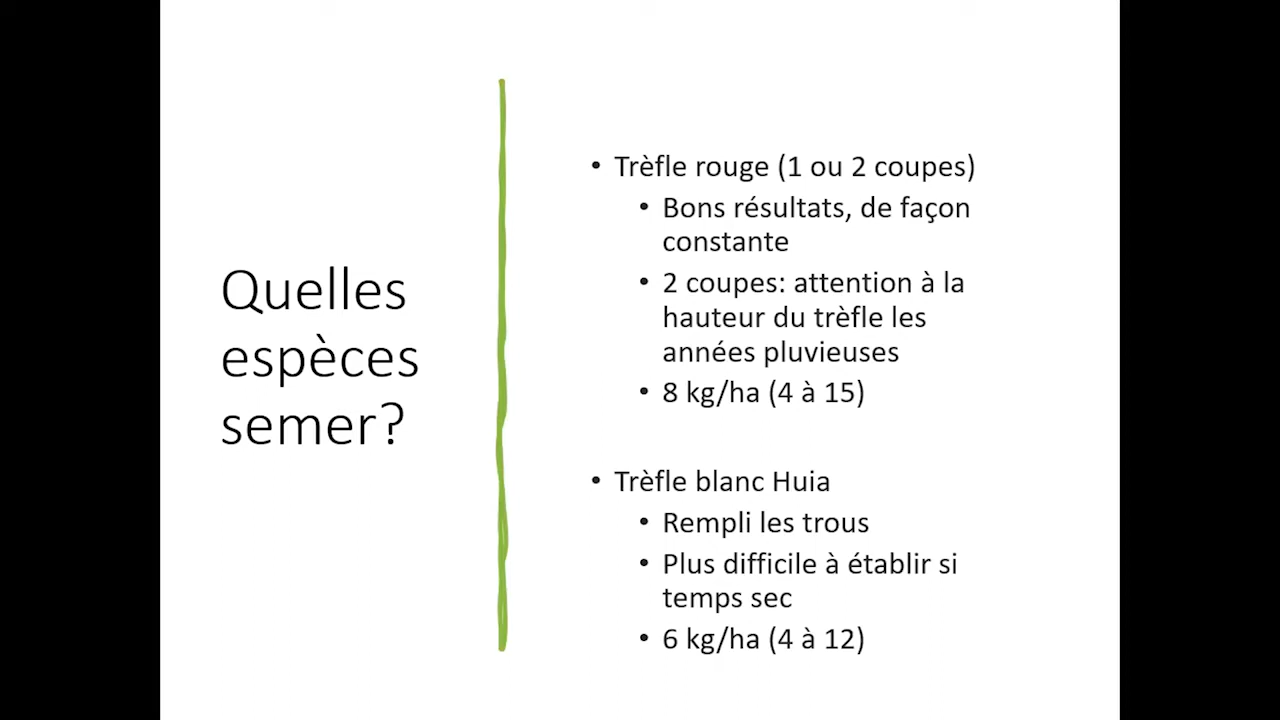 Quelles
espèces
semer?
• Trèfle rouge (1 ou 2 coupes)
• Bons résultats, de façon
constante
• 2 coupes: attention à la
hauteur du trèfle les
années pluvieuses
• 8 kg/ha (4 à 15)
• Trèfle blanc Huia
• Rempli les trous
• Plus difficile à établir si
temps sec
• 6 kg/ha (4 à 12)